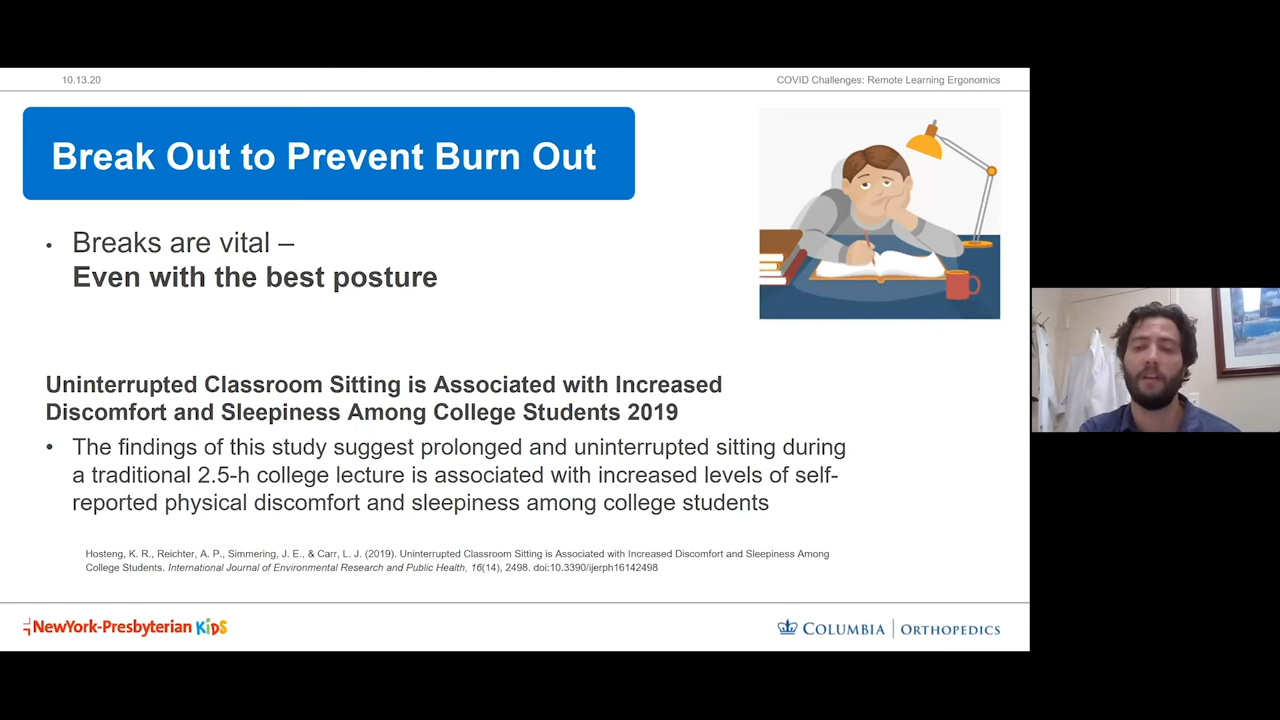 10.13.20
COVID Challenges: Remote Learning Ergonomics
Break Out to Prevent Burn Out
• Breaks are vital –
Even with the best posture
Uninterrupted Classroom Sitting is Associated with Increased
Discomfort and Sleepiness Among College Students 2019
• The findings of this study suggest prolonged and uninterrupted sitting during
a traditional 2.5-h college lecture is associated with increased levels of self-
reported physical discomfort and sleepiness among college students
Hosteng, K. R., Reichter, A. P., Simmering, J. E., & Carr, L. J. (2019). Uninterrupted Classroom Sitting is Associated with Increased Discomfort and Sleepiness Among
College Students. International Journal of Environmental Research and Public Health, 16(14), 2498. doi:10.3390/ijerph16142498
NewYork-Presbyterian KiDS
COLUMBIA | ORTHOPEDICS